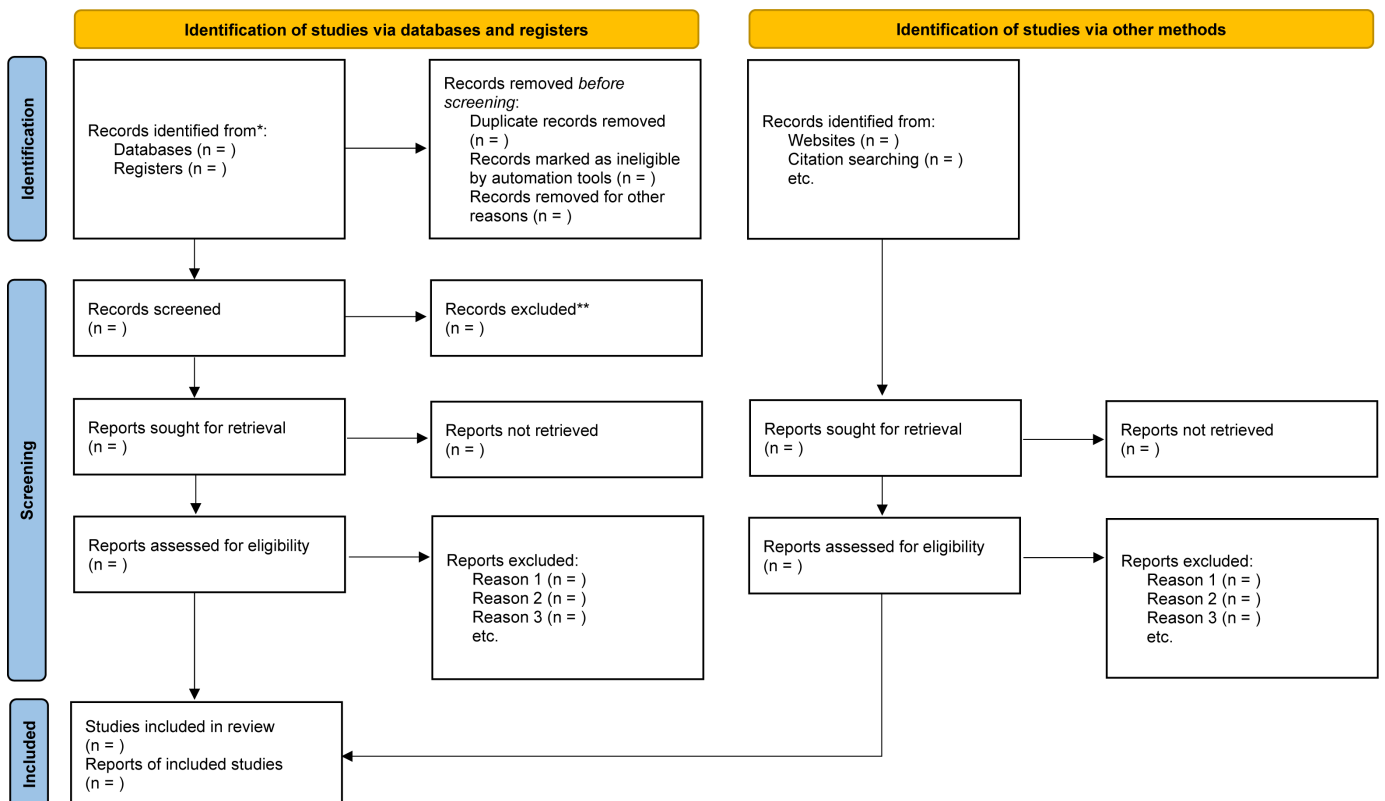 Identification of studies via databases and registers
Identification of studies via other methods
Identification
Records identified from*:
Databases (n = )
Registers (n = )
Records removed before
screening:
Duplicate records removed
(n = )
Records marked as ineligible
by automation tools (n = )
Records removed for other
reasons (n = )
Records identified from:
Websites (n = )
Citation searching (n = )
etc.
Screening
Records screened
(n = )
Records excluded**
(n = )
Reports sought for retrieval
(n = )
Reports not retrieved
(n = )
Reports sought for retrieval
(n = )
Reports not retrieved
(n = )
Reports assessed for eligibility
(n = )
Reports excluded:
Reason 1 (n = )
Reason 2 (n = )
Reason 3 (n = )
etc.
Reports assessed for eligibility
(n = )
Reports excluded:
Reason 1 (n = )
Reason 2 (n = )
Reason 3 (n = )
etc.
Included
Studies included in review
(n = )
Reports of included studies
(n = )